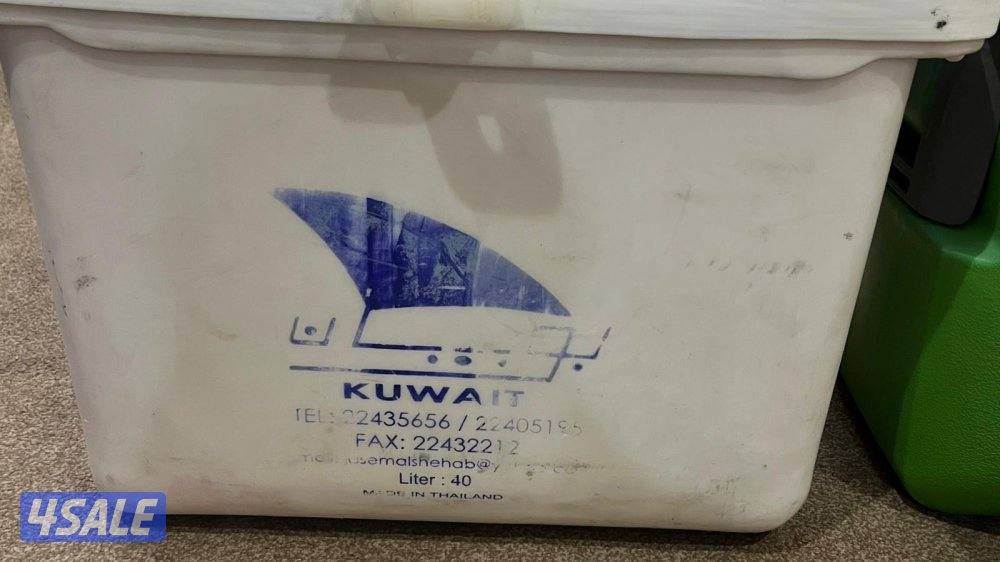 KUWAIT
TEL: 22435656 / 22405195
FAX: 22432212
Liter : 40
MADE IN THAILAND
4SALE